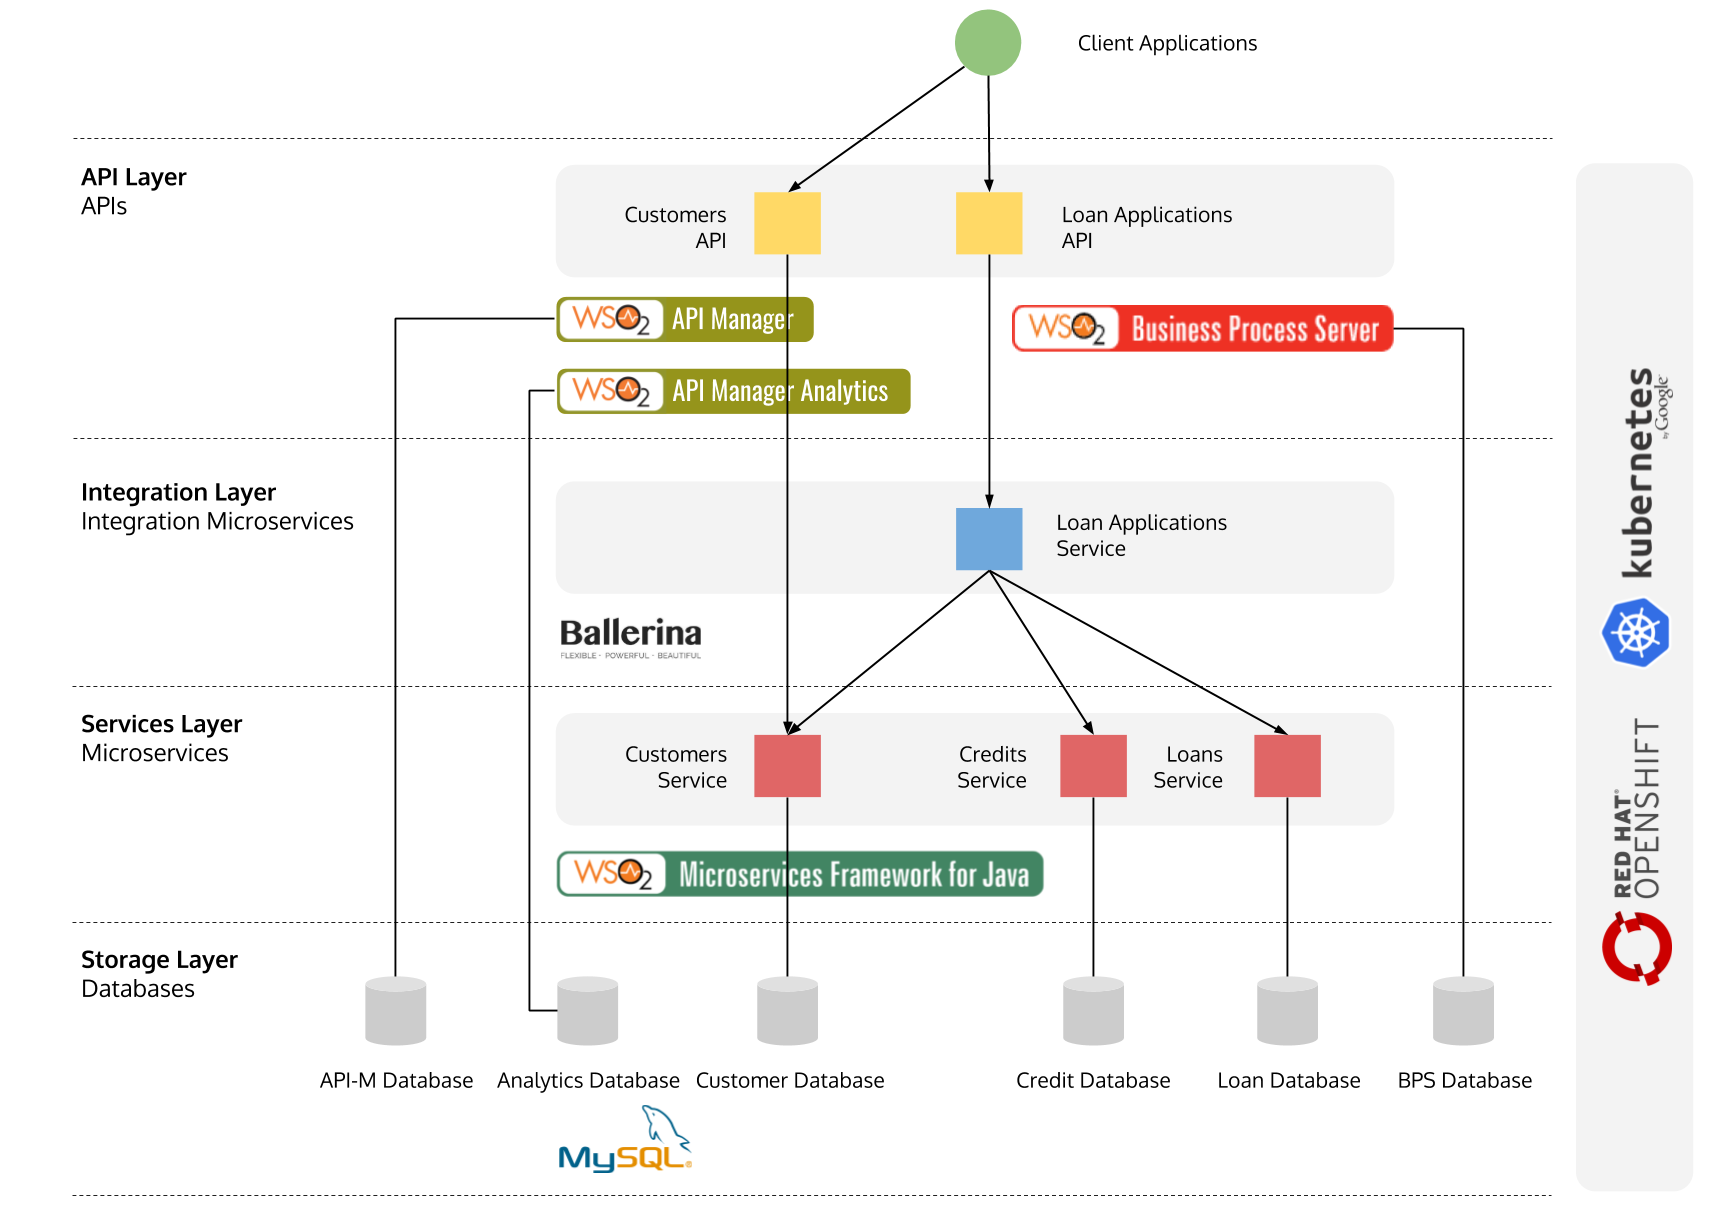 Client Applications
API Layer
APIs
Customers
API
Loan Applications
API
WSO2 API Manager
WSO2 Business Process Server
WSO2 API Manager Analytics
Integration Layer
Integration Microservices
Loan Applications
Service
Ballerina
FLEXIBLE - POWERFUL - BEAUTIFUL
Services Layer
Microservices
Customers
Service
Credits
Service
Loans
Service
WSO2 Microservices Framework for Java
Storage Layer
Databases
API-M Database
Analytics Database
Customer Database
Credit Database
Loan Database
BPS Database
MySQL®
kubernetes
by Google™
RED HAT®
OPENSHIFT